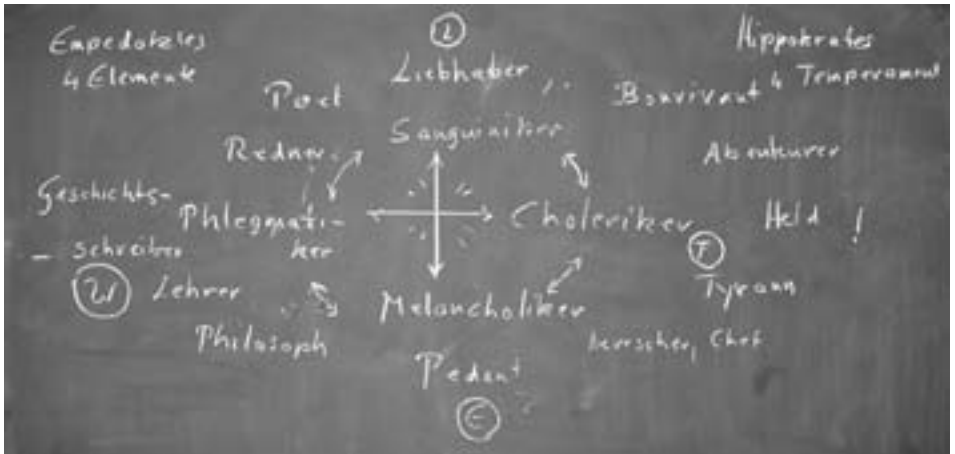 Empedokles
4 Elemente
L
Liebhaber
Hippokrates
4 Temperament
Poet
Bonvivant
Sanguiniker
Redner
Abenteurer
Geschichts-
- schreiber
Phlegmati-
ker
Choleriker
Held !
W
Lehrer
F
Tyrann
Melancholiker
Philosoph
Herrscher, Chef
Pedant
E